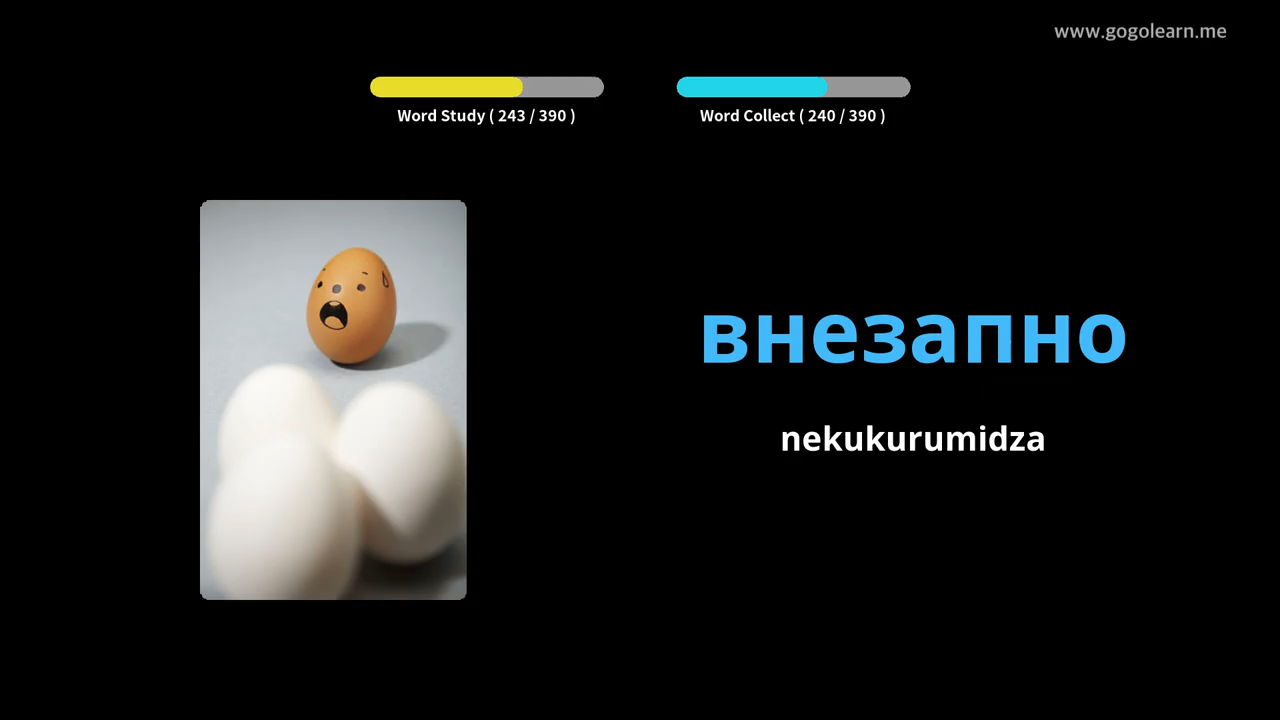 www.gogolearn.me
Word Study ( 243 / 390 )
Word Collect ( 240 / 390 )
внезапно
nekukurumidza